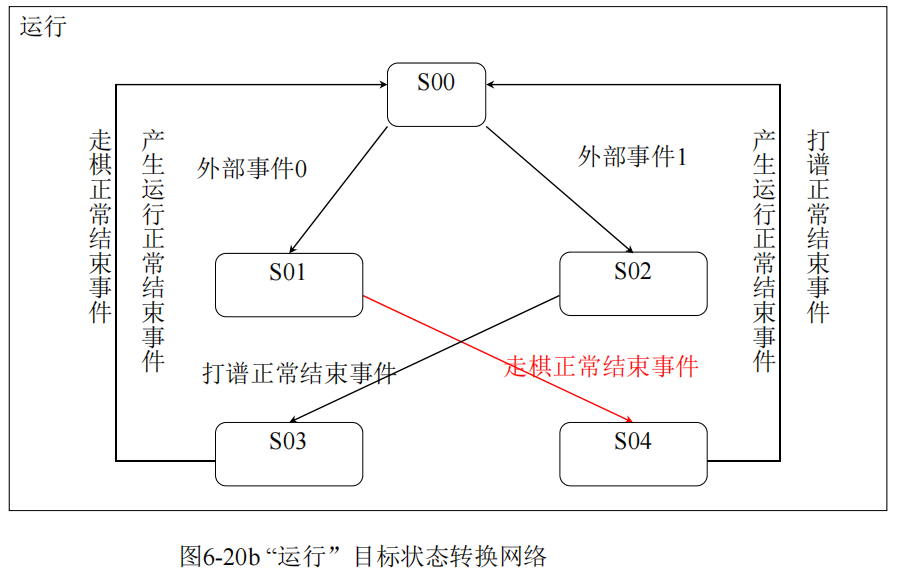 运行
S00
走棋正常结束事件
产生运行正常结束事件
外部事件0
外部事件1
产生运行正常结束事件
打谱正常结束事件
S01
S02
打谱正常结束事件
走棋正常结束事件
S03
S04
图6-20b “运行”目标状态转换网络